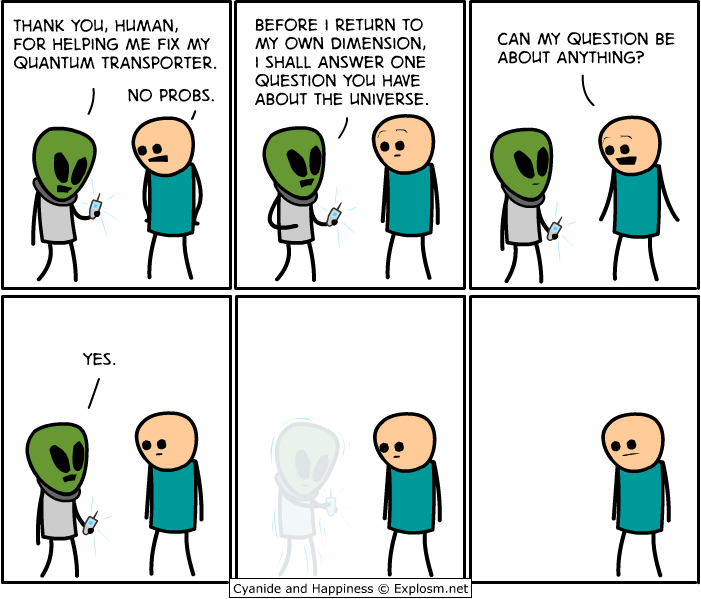 THANK YOU, HUMAN,
FOR HELPING ME FIX MY
QUANTUM TRANSPORTER.
NO PROBS.
BEFORE I RETURN TO
MY OWN DIMENSION,
I SHALL ANSWER ONE
QUESTION YOU HAVE
ABOUT THE UNIVERSE.
CAN MY QUESTION BE
ABOUT ANYTHING?
YES.
Cyanide and Happiness © Explosm.net